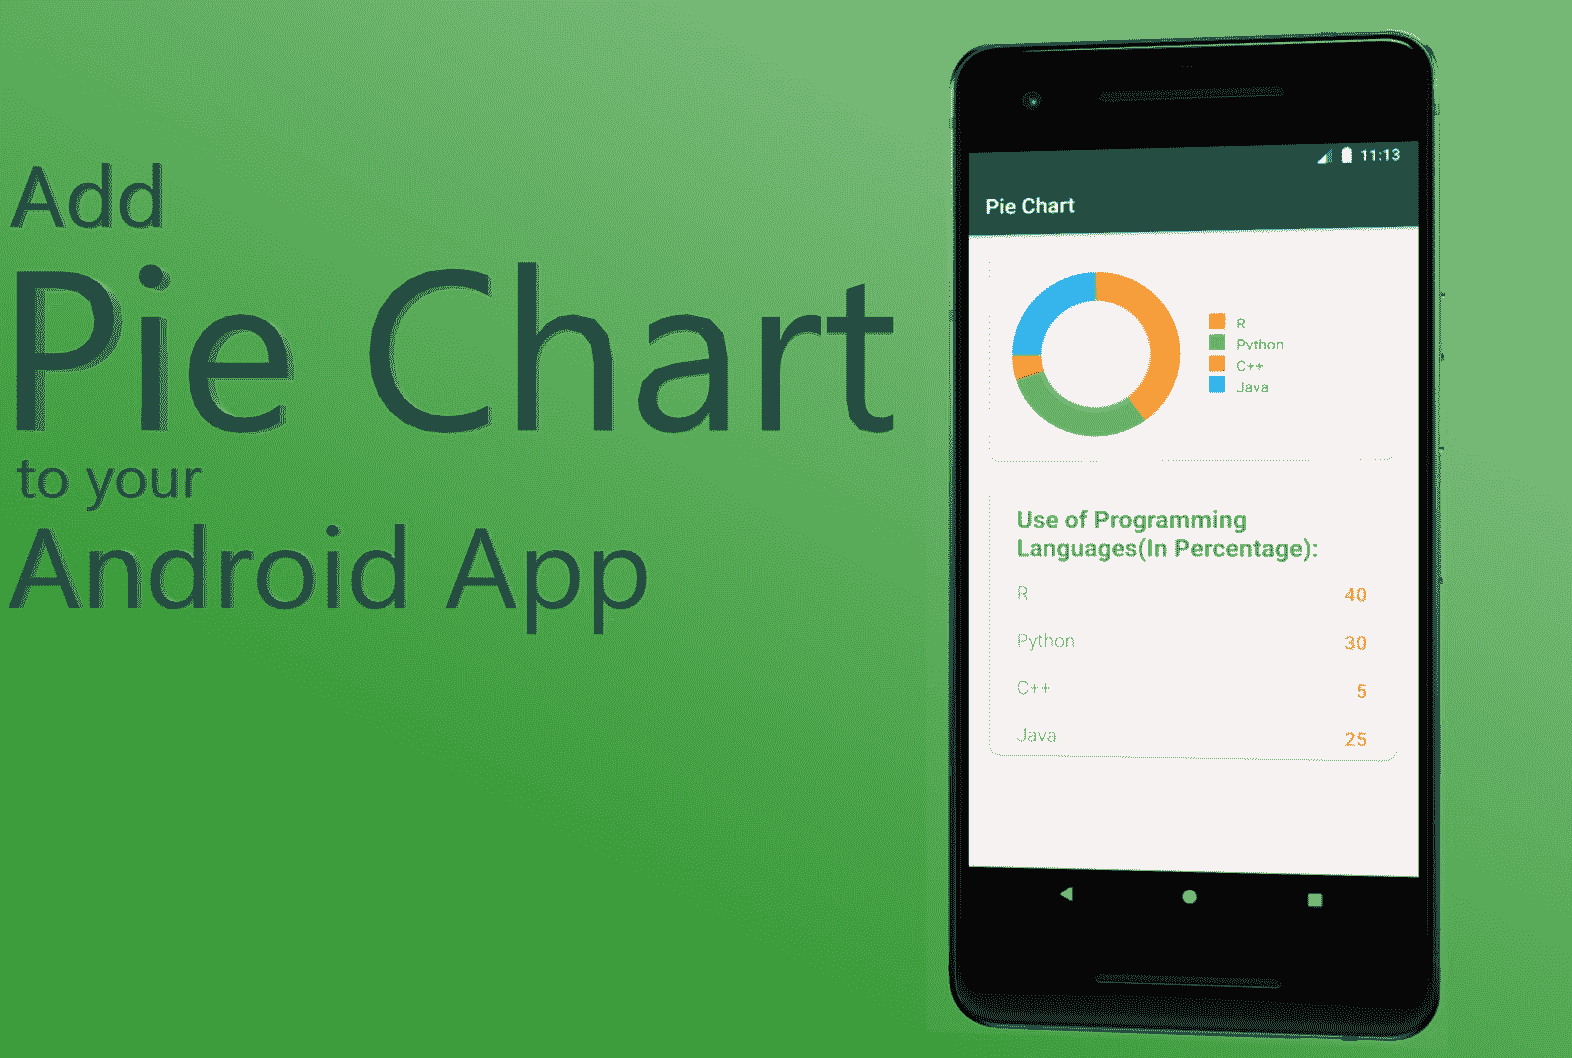 Add
Pie Chart
to your
Android App
11:13
Pie Chart
R
Python
C++
Java
Use of Programming
Languages(In Percentage):
R 40
Python 30
C++ 5
Java 25